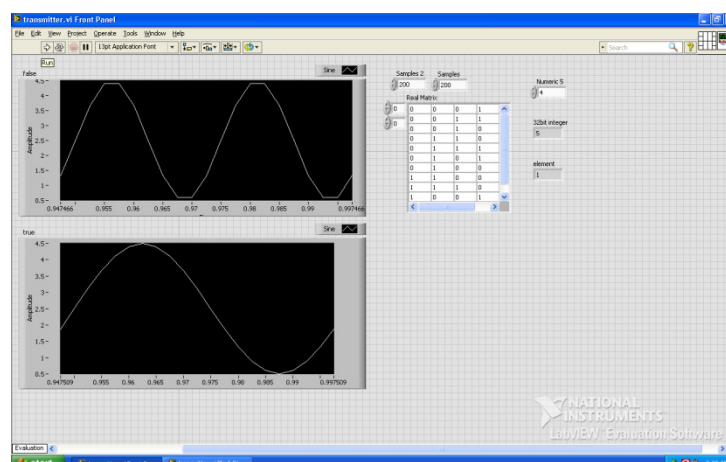 transmitter.vi Front Panel
File Edit View Project Operate Tools Window Help
13pt Application Font
Search
Run
false
Sine
Amplitude
4.5-
4-
3.5-
3-
2.5-
2-
1.5-
1-
0.5-
0.947466 0.955 0.96 0.965 0.97 0.975 0.98 0.985 0.99 0.997466
Samples 2 Samples
200 200
Real Matrix
0 0 0 0 1
0 0 0 1 1
0 0 1 0
0 1 1 0
0 1 1 1
0 1 0 1
0 1 0 0
1 1 0 0
1 1 1 0
1 0 0 1
Numeric 5
4
32bit integer
5
element
1
true
Sine
Amplitude
4.5-
4-
3.5-
3-
2.5-
2-
1.5-
1-
0.5-
0.947509 0.955 0.96 0.965 0.97 0.975 0.98 0.985 0.99 0.997509
NATIONAL
INSTRUMENTS
LabVIEW Evaluation Software
Evaluation